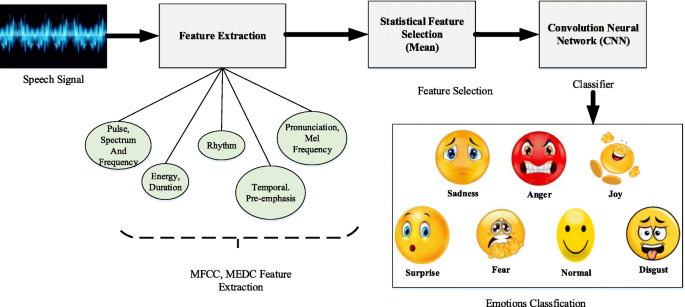 Speech Signal
Feature Extraction
Statistical Feature
Selection
(Mean)
Feature Selection
Convolution Neural
Network (CNN)
Classifier
Pulse,
Spectrum
And
Frequency
Energy,
Duration
Rhythm
Temporal.
Pre-emphasis
Pronunciation,
Mel
Frequency
MFCC, MEDC Feature
Extraction
Sadness
Anger
Joy
Surprise
Fear
Normal
Disgust
Emotions Classfication